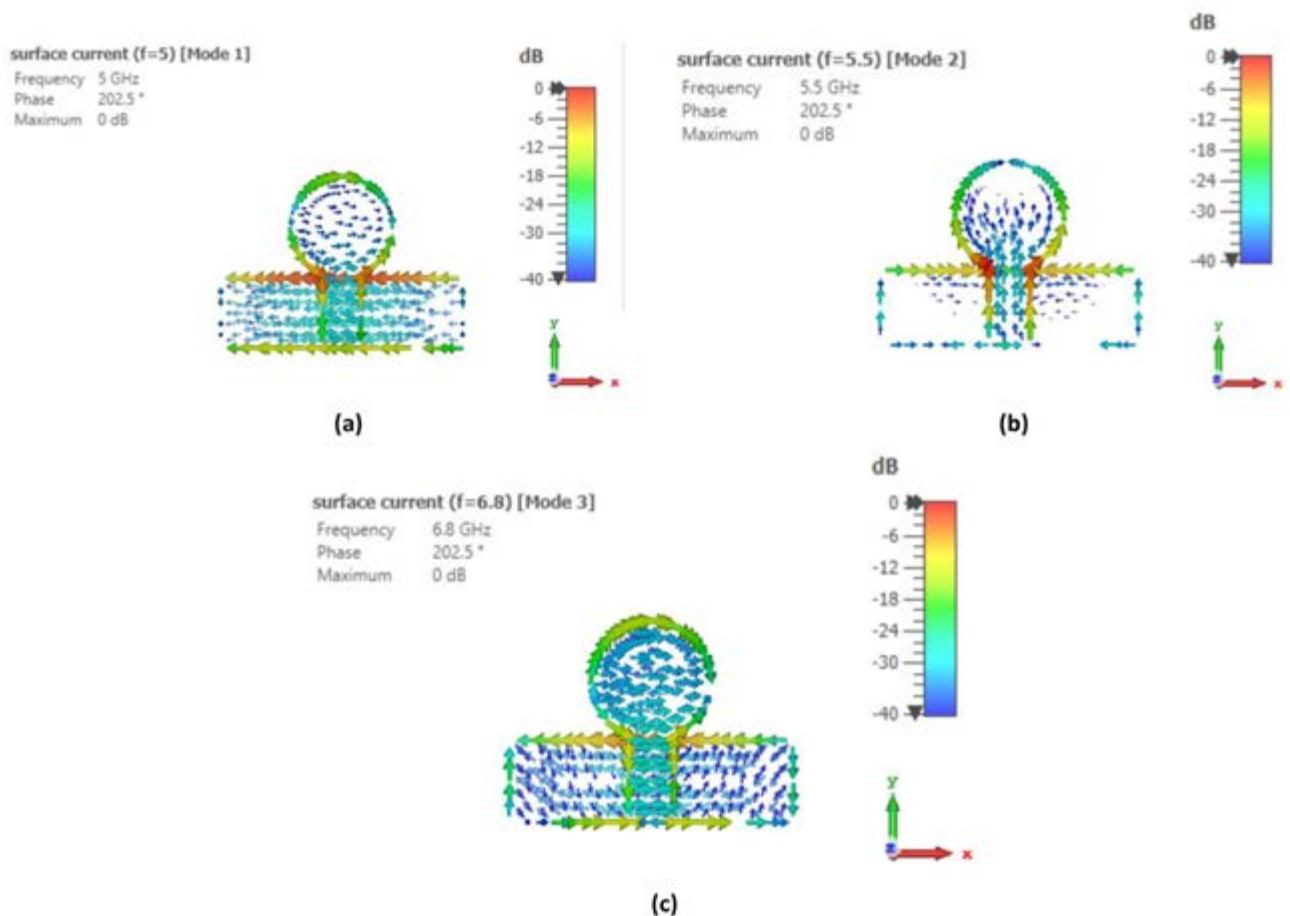 surface current (f=5) [Mode 1]
Frequency 5 GHz
Phase 202.5 °
Maximum 0 dB
dB
0
-6
-12
-18
-24
-30
-40
y
x
(a)
surface current (f=5.5) [Mode 2]
Frequency 5.5 GHz
Phase 202.5 °
Maximum 0 dB
dB
0
-6
-12
-18
-24
-30
-40
y
x
(b)
surface current (f=6.8) [Mode 3]
Frequency 6.8 GHz
Phase 202.5 °
Maximum 0 dB
dB
0
-6
-12
-18
-24
-30
-40
y
x
(c)